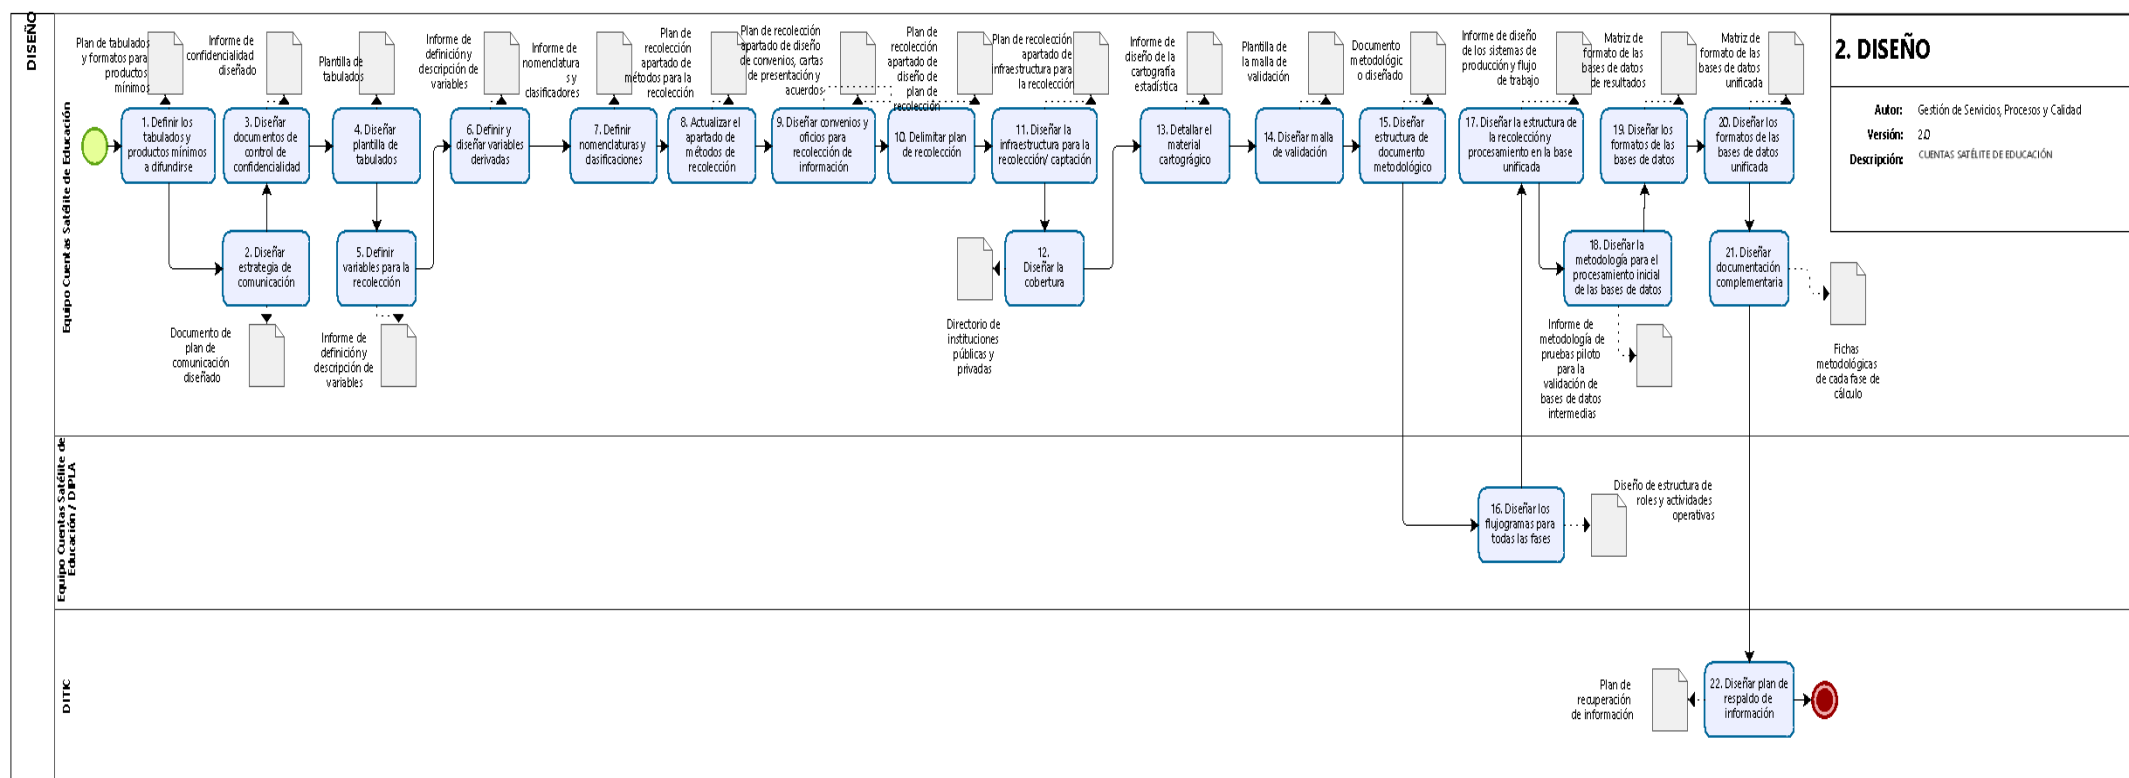 DISEÑO
Equipo Cuentas Satélite de Educación
Plan de tabulados
y formatos para
productos
mínimos
Informe de
confidencialidad
diseñado
Plantilla de
tabulados
Informe de
definición y
descripción de
variables
Informe de
nomenclatura
s y
clasificadores
Plan de
recolección
apartado de
métodos para la
recolección
Plan de recolección
apartado de diseño
de convenios, cartas
de presentación y
acuerdos
Plan de
recolección
apartado de
diseño de
plan de
recolección
Plan de recolección
apartado de
infraestructura para
la recolección
Informe de
diseño de la
cartografía
estadística
Plantilla de
la malla de
validación
Documento
metodológic
o diseñado
Informe de diseño
de los sistemas de
producción y flujo
de trabajo
Matriz de
formato de las
bases de datos
de resultados
Matriz de
formato de las
bases de datos
unificada
2. DISEÑO
Autor: Gestión de Servicios, Procesos y Calidad
Versión: 2.0
Descripción: CUENTAS SATÉLITE DE EDUCACIÓN
1. Definir los
tabulados y
productos mínimos
a difundirse
3. Diseñar
documentos de
control de
confidencialidad
4. Diseñar
plantilla de
tabulados
6. Definir y
diseñar variables
derivadas
7. Definir
nomenclaturas y
clasificaciones
8. Actualizar el
apartado de
métodos de
recolección
9. Diseñar convenios y
oficios para
recolección de
información
10. Delimitar plan
de recolección
11. Diseñar la
infraestructura para la
recolección/ captación
13. Detallar el
material
cartográgico
14. Diseñar malla
de validación
15. Diseñar
estructura de
documento
metodológico
17. Diseñar la estructura de
la recolección y
procesamiento en la base
unificada
19. Diseñar los
formatos de las
bases de datos
20. Diseñar los
formatos de las
bases de datos
unificada
2. Diseñar
estrategia de
comunicación
5. Definir
variables para la
recolección
12.
Diseñar la
cobertura
18. Diseñar la
metodología para el
procesamiento inicial
de las bases de datos
21. Diseñar
documentación
complementaria
Documento de
plan de
comunicación
diseñado
Informe de
definición y
descripción de
variables
Directorio de
instituciones
públicas y
privadas
Informe de
metodología de
pruebas piloto
para la
validación de
bases de datos
intermedias
Fichas
metodológicas
de cada fase de
cálculo
Equipo Cuentas Satélite de
Educación / DIPLA
16. Diseñar los
flujogramas para
todas las fases
Diseño de estructura de
roles y actividades
operativas
DITIC
Plan de
recuperación
de información
22. Diseñar plan de
respaldo de
información